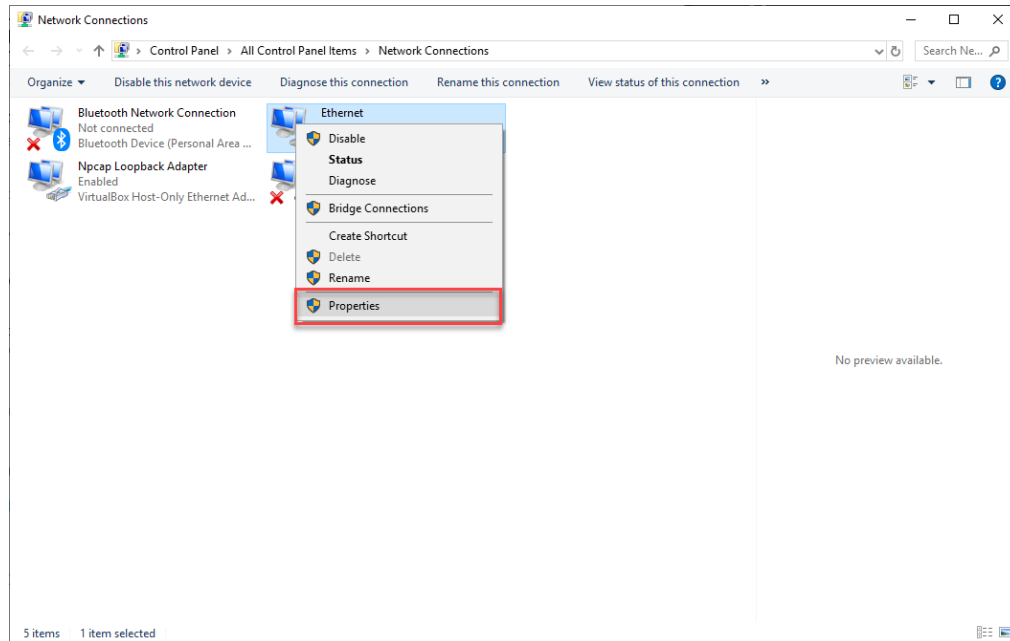 Network Connections
Control Panel > All Control Panel Items > Network Connections
Search Ne...
Organize Disable this network device Diagnose this connection Rename this connection View status of this connection »
Bluetooth Network Connection
Not connected
Bluetooth Device (Personal Area ...
Npcap Loopback Adapter
Enabled
VirtualBox Host-Only Ethernet Ad...
Ethernet
Disable
Status
Diagnose
Bridge Connections
Create Shortcut
Delete
Rename
Properties
No preview available.
5 items 1 item selected